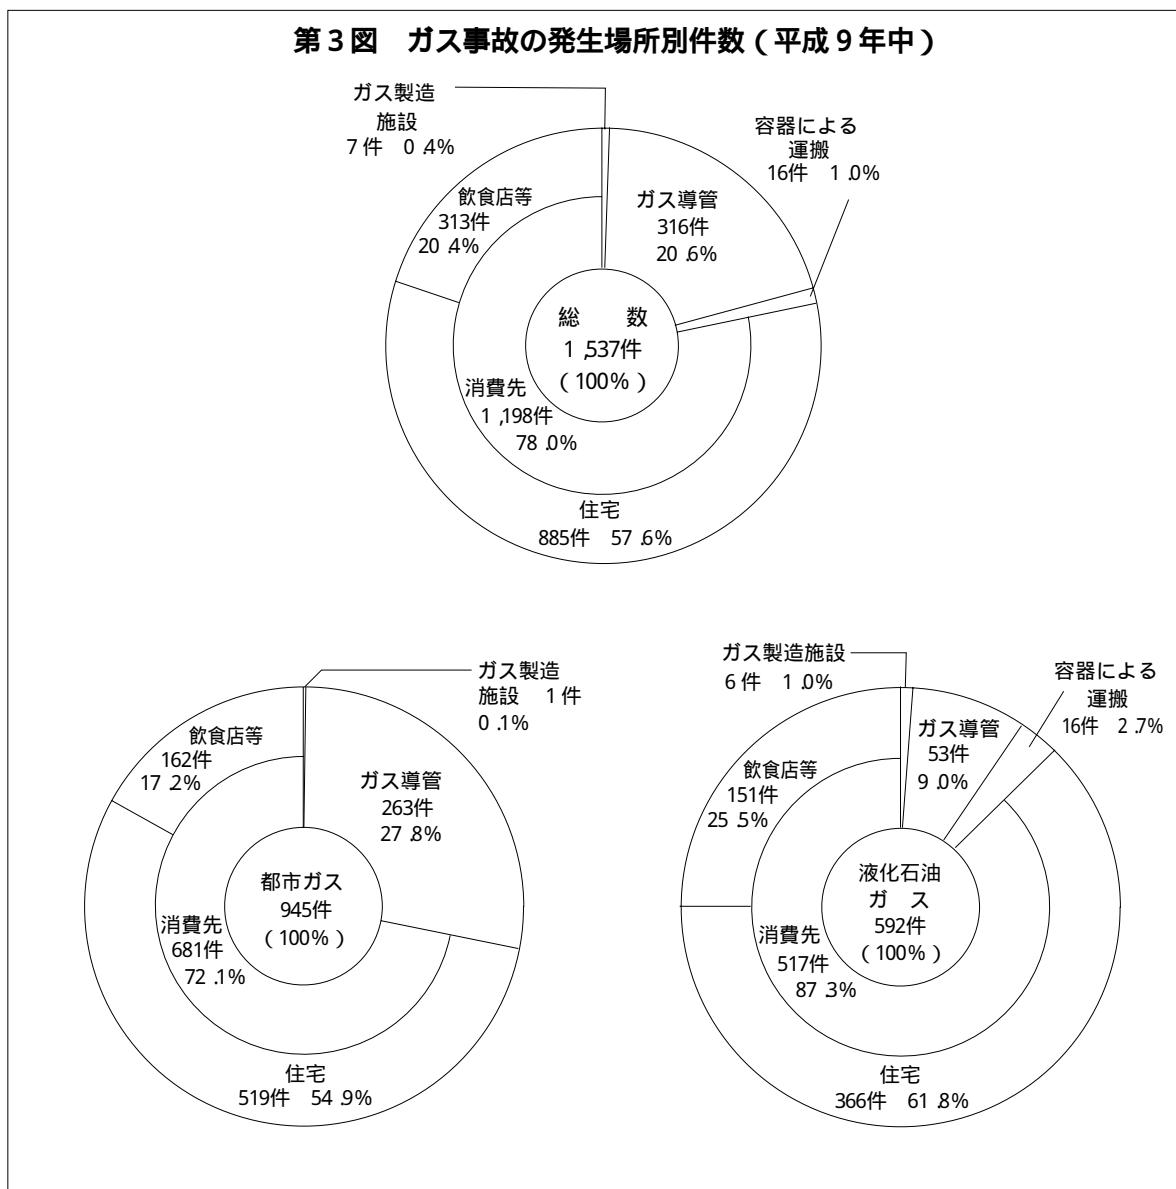 第3図　ガス事故の発生場所別件数(平成9年中)
ガス製造
施設
7件　0.4%
容器による
運搬
16件　1.0%
飲食店等
313件
20.4%
ガス導管
316件
20.6%
総　数
1,537件
(100%)
消費先
1,198件
78.0%
住宅
885件　57.6%
ガス製造
施設　1件
0.1%
飲食店等
162件
17.2%
ガス導管
263件
27.8%
都市ガス
945件
(100%)
消費先
681件
72.1%
住宅
519件　54.9%
ガス製造施設
6件　1.0%
容器による
運搬
16件　2.7%
ガス導管
53件
9.0%
飲食店等
151件
25.5%
液化石油
ガ　ス
592件
(100%)
消費先
517件
87.3%
住宅
366件　61.8%